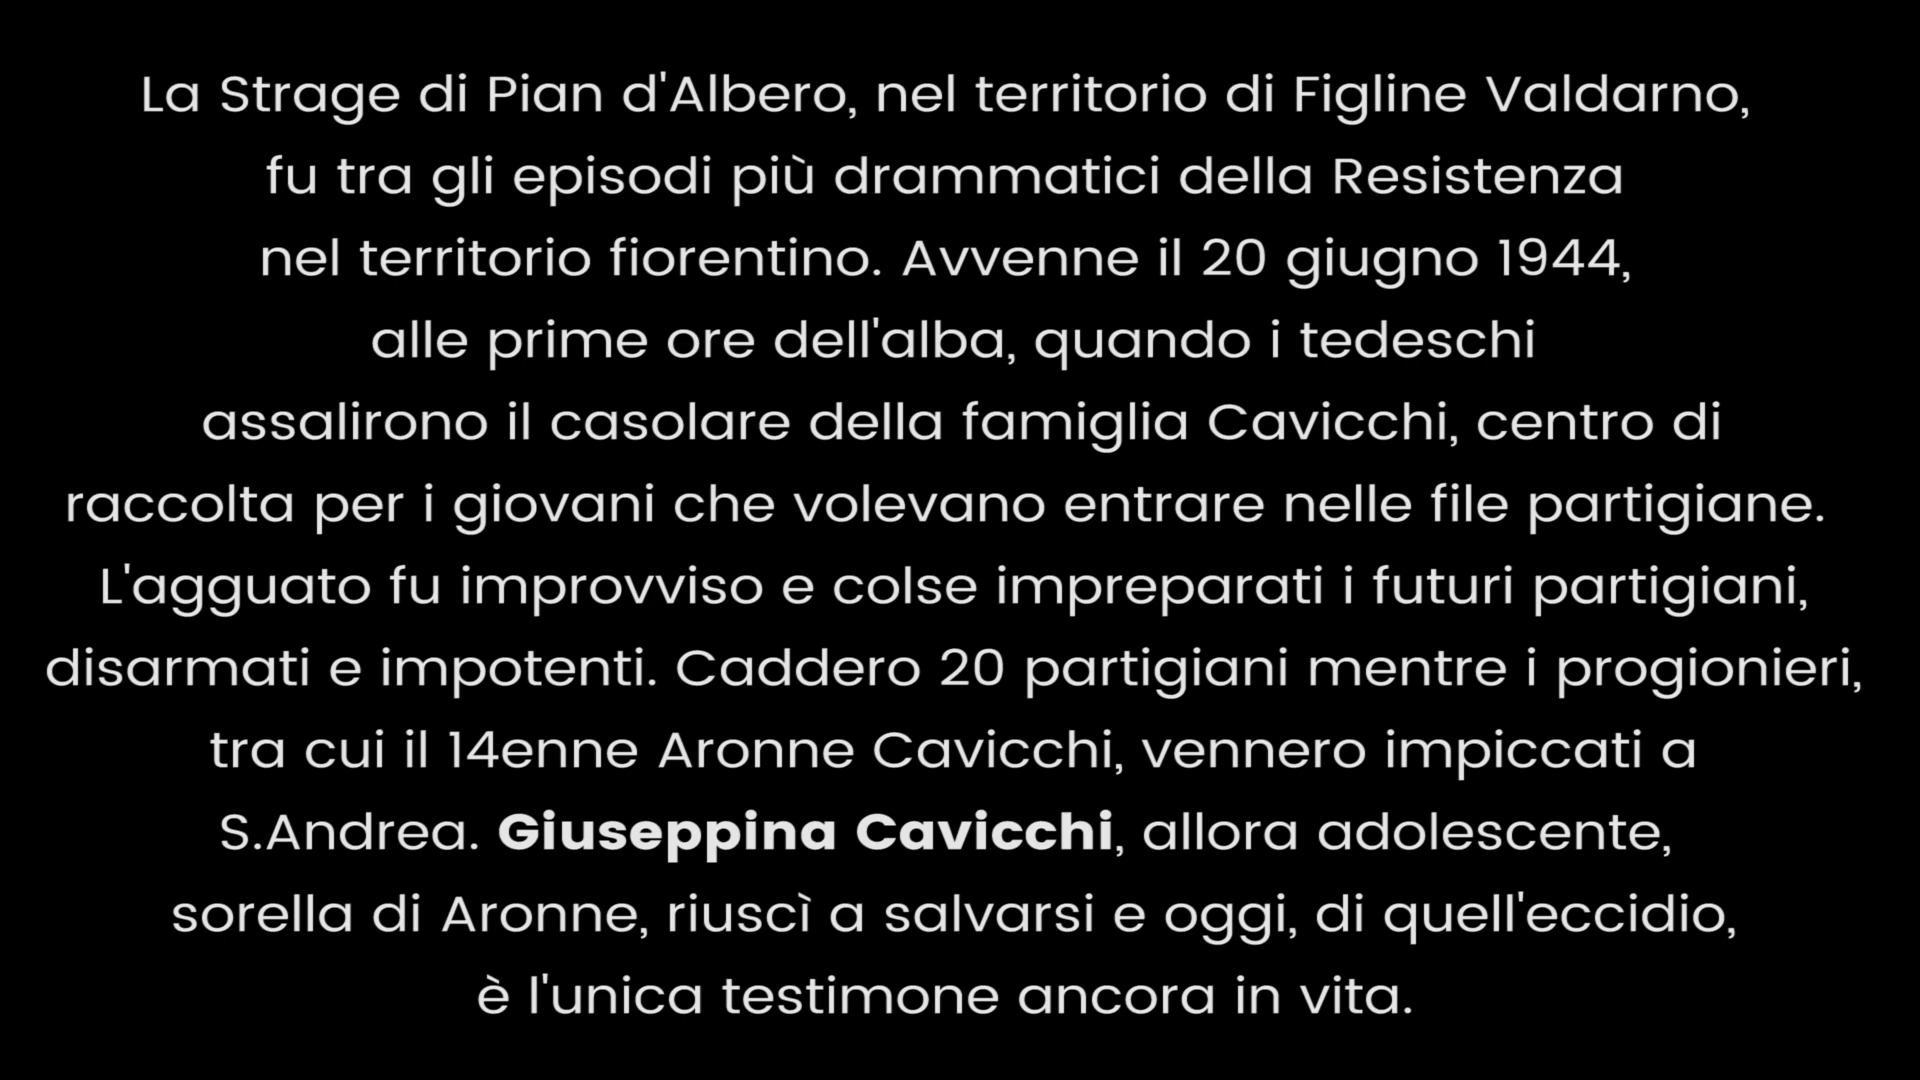 La Strage di Pian d'Albero, nel territorio di Figline Valdarno,
fu tra gli episodi più drammatici della Resistenza
nel territorio fiorentino. Avvenne il 20 giugno 1944,
alle prime ore dell'alba, quando i tedeschi
assalirono il casolare della famiglia Cavicchi, centro di
raccolta per i giovani che volevano entrare nelle file partigiane.
L'agguato fu improvviso e colse impreparati i futuri partigiani,
disarmati e impotenti. Caddero 20 partigiani mentre i progionieri,
tra cui il 14enne Aronne Cavicchi, vennero impiccati a
S.Andrea. Giuseppina Cavicchi, allora adolescente,
sorella di Aronne, riuscì a salvarsi e oggi, di quell'eccidio,
è l'unica testimone ancora in vita.